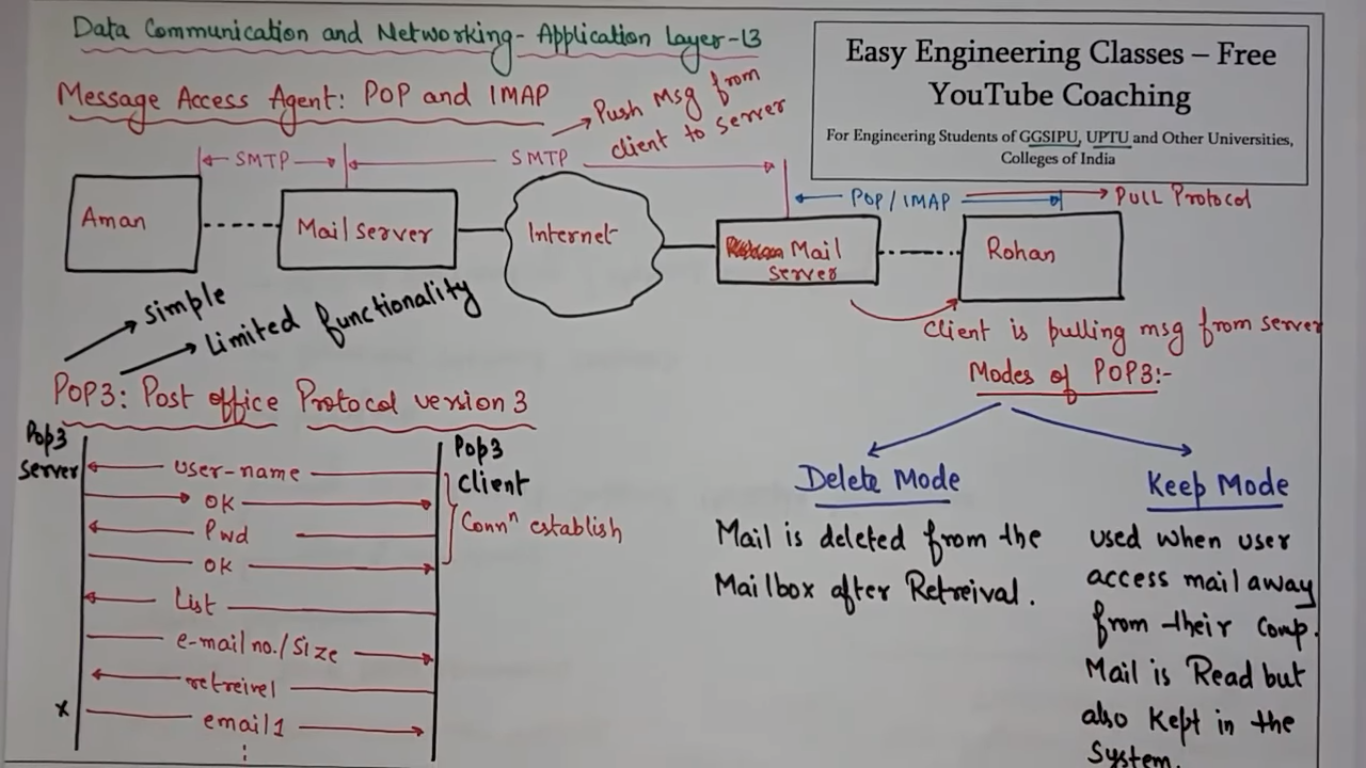 Data Communication and Networking- Application Layer-13
Easy Engineering Classes – Free
YouTube Coaching
For Engineering Students of GGSIPU, UPTU and Other Universities,
Colleges of India
Message Access Agent: POP and IMAP
Push Msg from
client to server
SMTP
SMTP
POP/IMAP
PULL Protocol
Aman
Mail server
Internet
Mail
server
Rohan
simple
Limited functionality
client is pulling msg from server
POP3: Post office Protocol version 3
Pop3
server
Pop3
client
user-name
OK
Pwd
OK
Connⁿ establish
List
e-mail no./Size
retreivel
x
email1
Modes of POP3:-
Delete Mode
Mail is deleted from the
Mailbox after Retreival.
Keep Mode
used when user
access mail away
from their comp.
Mail is Read but
also kept in the
System.